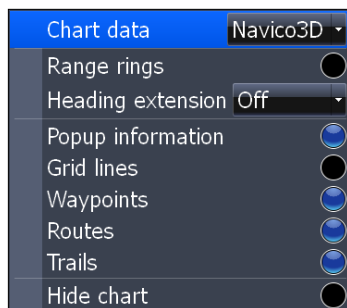 Chart data Navico3D
Range rings
Heading extension Off
Popup information
Grid lines
Waypoints
Routes
Trails
Hide chart